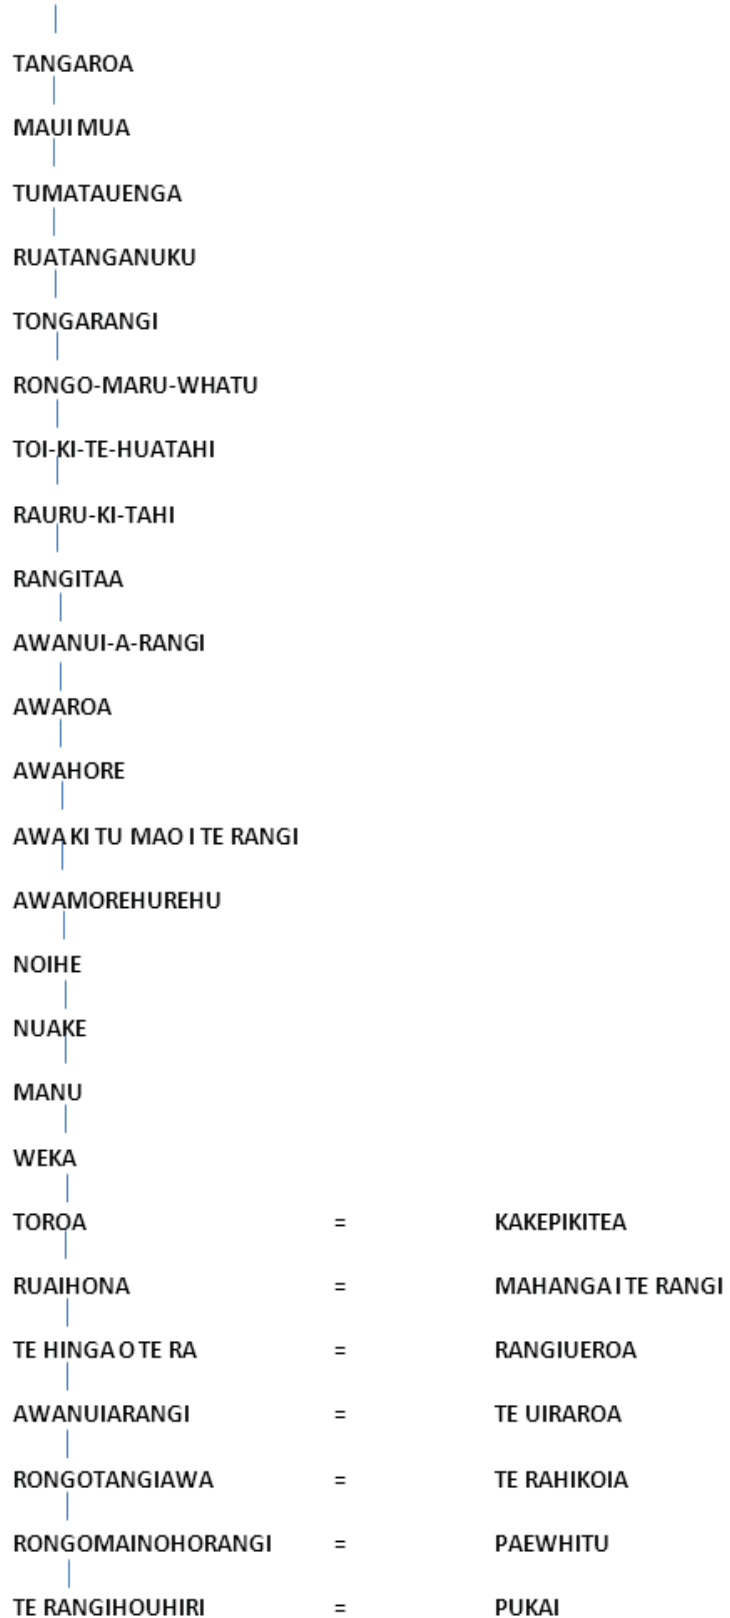 TANGAROA
MAUI MUA
TUMATAUENGA
RUATANGANUKU
TONGARANGI
RONGO-MARU-WHATU
TOI-KI-TE-HUATAHI
RAURU-KI-TAHI
RANGITAA
AWANUI-A-RANGI
AWAROA
AWAHORE
AWA KI TU MAO I TE RANGI
AWAMOREHUREHU
NOIHE
NUAKE
MANU
WEKA
TOROA = KAKEPIKITEA
RUAIHONA = MAHANGA I TE RANGI
TE HINGA O TE RA = RANGIUEROA
AWANUIARANGI = TE UIRAROA
RONGOTANGIAWA = TE RAHIKOIA
RONGOMAINOHORANGI = PAEWHITU
TE RANGIHOUHIRI = PUKAI